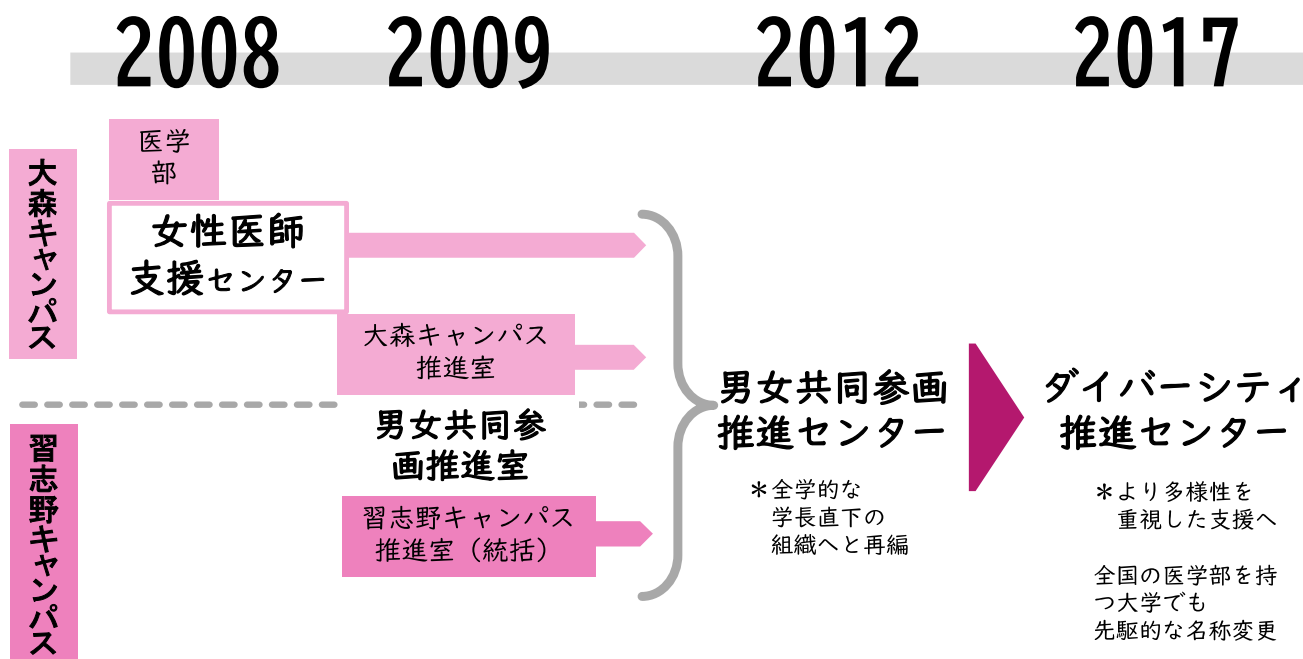 2008
2009
2012
2017
大森キャンパス
医学
部
女性医師
支援センター
大森キャンパス
推進室
男女共同参
画推進室
習志野キャンパス
習志野キャンパス
推進室（統括）
男女共同参画
推進センター
＊全学的な
学長直下の
組織へと再編
ダイバーシティ
推進センター
＊より多様性を
重視した支援へ
全国の医学部を持
つ大学でも
先駆的な名称変更